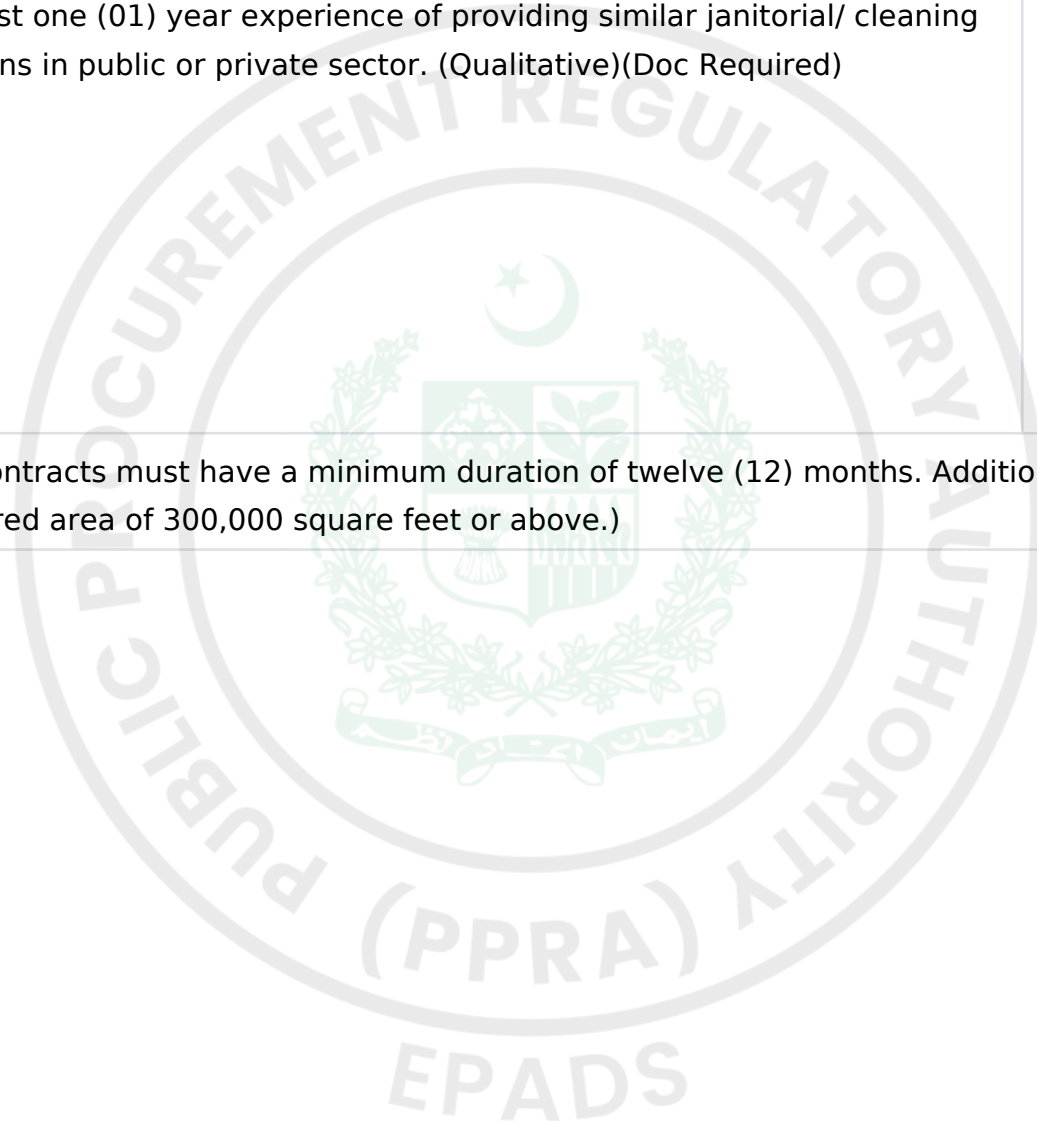 st one (01) year experience of providing similar janitorial/ cleaning
ns in public or private sector. (Qualitative)(Doc Required)
ontracts must have a minimum duration of twelve (12) months. Additio
red area of 300,000 square feet or above.)
PUBLIC PROCUREMENT REGULATORY AUTHORITY
(PPRA)
EPADS